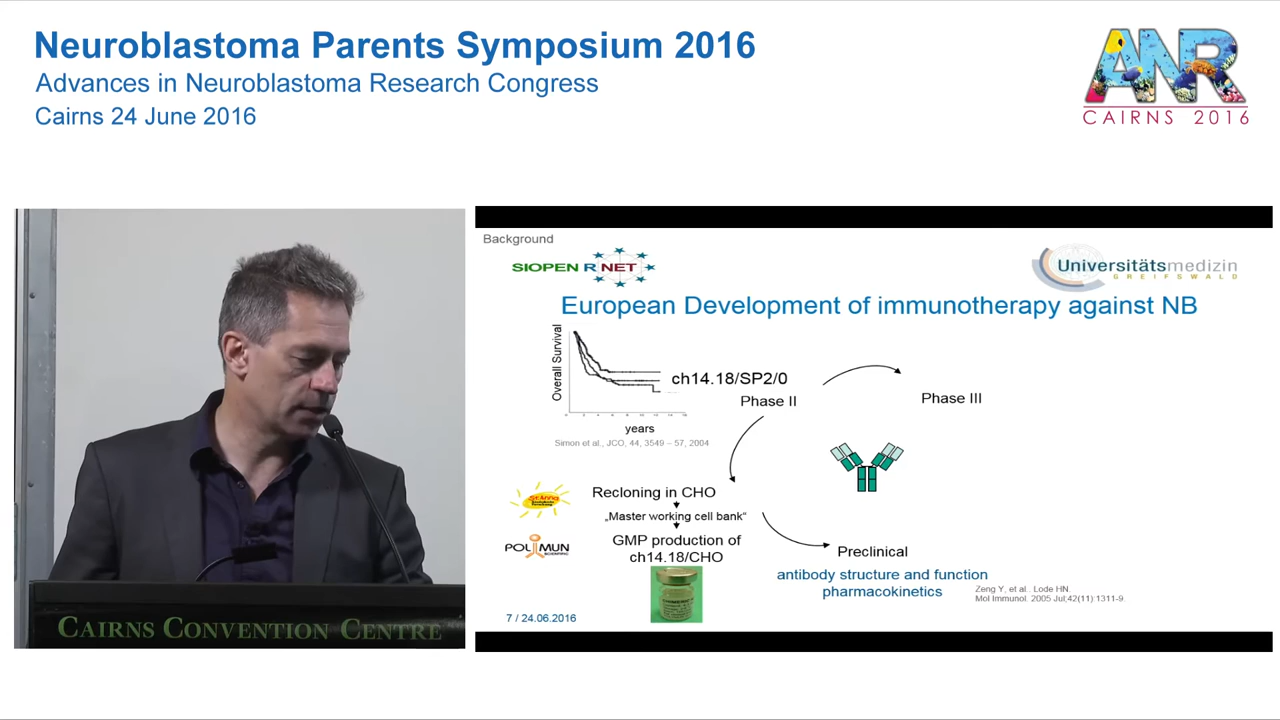 Neuroblastoma Parents Symposium 2016
Advances in Neuroblastoma Research Congress
Cairns 24 June 2016
ANR
CAIRNS 2016
Background
SIOPEN R NET
Universitätsmedizin
GREIFSWALD
European Development of immunotherapy against NB
Overall Survival
ch14.18/SP2/0
Phase II
Phase III
years
Simon et al., JCO, 44, 3549 – 57, 2004
Recloning in CHO
„Master working cell bank“
GMP production of
ch14.18/CHO
St.Anna
POLYMUN
SCIENTIFIC
Preclinical
antibody structure and function
pharmacokinetics
Zeng Y, et al.. Lode HN.
Mol Immunol. 2005 Jul;42(11) 1311-9.
7 / 24.06.2016
CAIRNS CONVENTION CENTRE